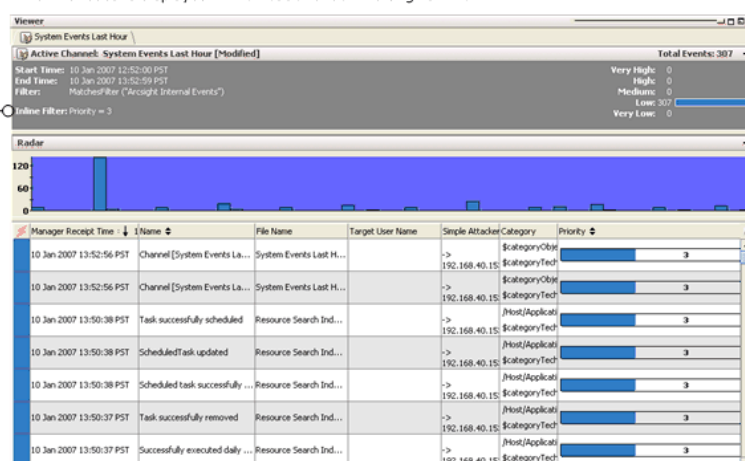 Viewer
System Events Last Hour
Active Channel: System Events Last Hour [Modified] Total Events: 307
Start Time: 10 Jan 2007 12:52:00 PST Very High: 0
End Time: 10 Jan 2007 13:52:59 PST High: 0
Filter: MatchesFilter ("Arcsight Internal Events") Medium: 0
Low: 307
Inline Filter: Priority = 3 Very Low: 0
Radar
120
60
0
Manager Receipt Time 1 Name File Name Target User Name Simple Attacker Category Priority
10 Jan 2007 13:52:56 PST Channel [System Events La... System Events Last H... -> 192.168.40.15 $categoryObje $categoryTech 3
10 Jan 2007 13:52:56 PST Channel [System Events La... System Events Last H... -> 192.168.40.15 $categoryObje $categoryTech 3
10 Jan 2007 13:50:38 PST Task successfully scheduled Resource Search Ind... -> 192.168.40.15 /Host/Applicati $categoryTech 3
10 Jan 2007 13:50:38 PST ScheduledTask updated Resource Search Ind... -> 192.168.40.15 /Host/Applicati $categoryTech 3
10 Jan 2007 13:50:38 PST Scheduled task successfully ... Resource Search Ind... -> 192.168.40.15 /Host/Applicati $categoryTech 3
10 Jan 2007 13:50:37 PST Task successfully removed Resource Search Ind... -> 192.168.40.15 /Host/Applicati $categoryTech 3
10 Jan 2007 13:50:37 PST Successfully executed daily ... Resource Search Ind... -> 192.168.40.15 /Host/Applicati $categoryTech 3